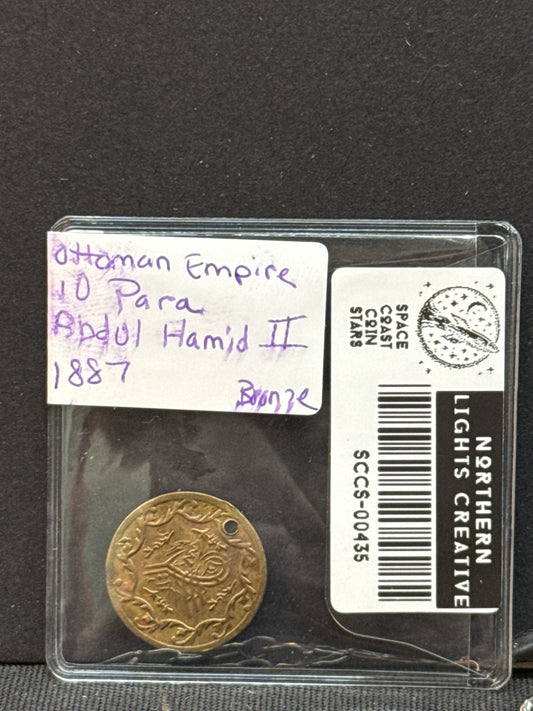 Ottoman Empire
10 Para
Abdul Hamid II
1887
Bronze
SPACE
COAST
COIN
STARS
NORTHERN
LIGHTS CREATIVE
SCCS-00435